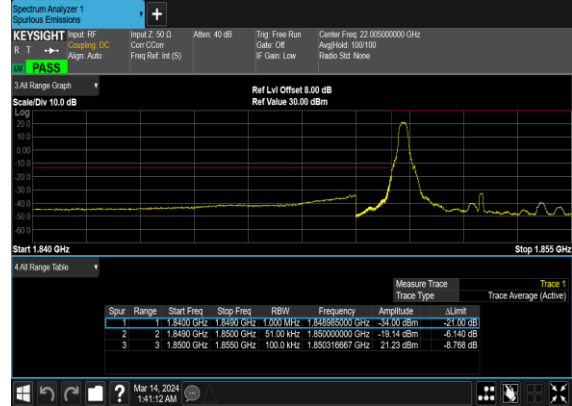 Spectrum Analyzer 1
Spurious Emissions
KEYSIGHT Input: RF Input Z: 50 Ω Atten: 40 dB Trig: Free Run Center Freq: 22.005000000 GHz
R T Coupling: DC Corr CCorr Gate: Off Avg|Hold: 100/100
Align: Auto Freq Ref: Int (S) IF Gain: Low Radio Std: None
PASS
3 All Range Graph
Ref Lvl Offset 8.00 dB
Scale/Div 10.0 dB Ref Value 30.00 dBm
Log
20.0
10.0
0.00
-10.0
-20.0
-30.0
-40.0
-50.0
-60.0
Start 1.840 GHz Stop 1.855 GHz
4 All Range Table
Measure Trace Trace 1
Trace Type Trace Average (Active)
Spur Range Start Freq Stop Freq RBW Frequency Amplitude ΔLimit
1 1 1.8400 GHz 1.8490 GHz 1.000 MHz 1.848985000 GHz -34.00 dBm -21.00 dB
2 2 1.8490 GHz 1.8500 GHz 51.00 kHz 1.850000000 GHz -19.14 dBm -6.140 dB
3 3 1.8500 GHz 1.8550 GHz 100.0 kHz 1.850316667 GHz 21.23 dBm -8.768 dB
? Mar 14, 2024
1:41:12 AM